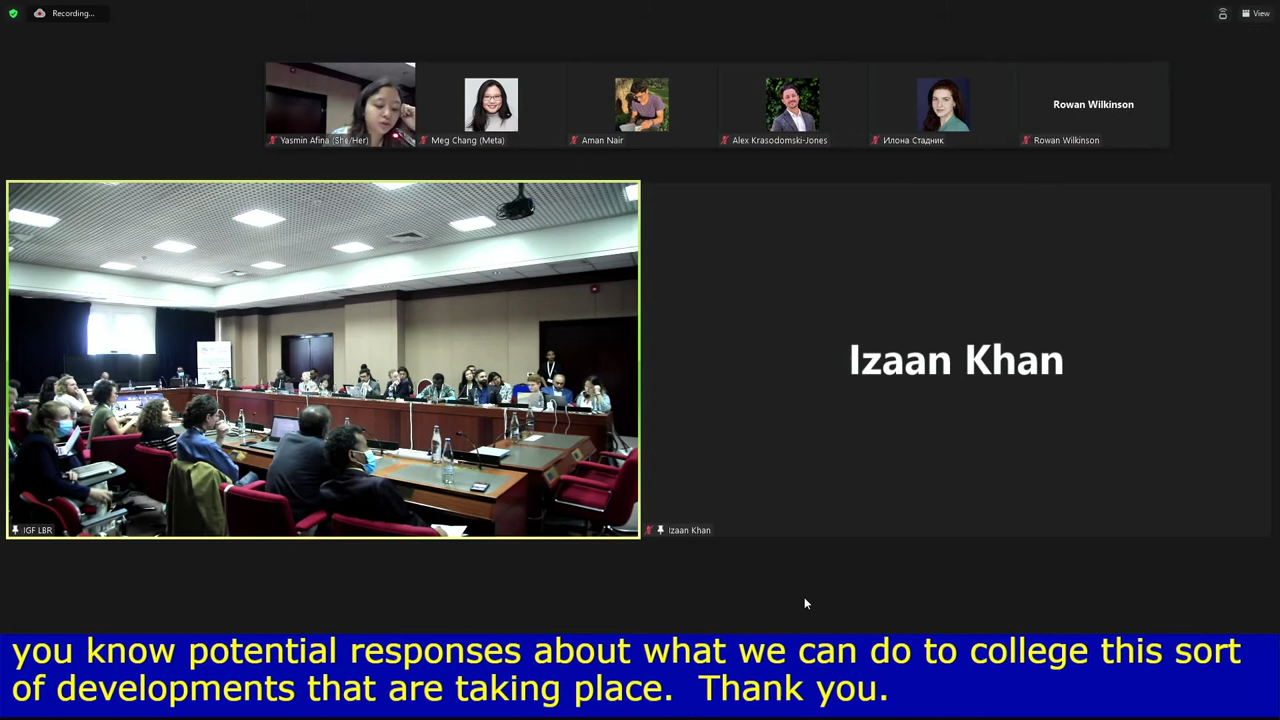 Recording...
View
Rowan Wilkinson
Yasmin Afina (She/Her)
Meg Chang (Meta)
Aman Nair
Alex Krasodomski-Jones
Илона Стадник
Rowan Wilkinson
Izaan Khan
IGF LBR
Izaan Khan
you know potential responses about what we can do to college this sort
of developments that are taking place.  Thank you.